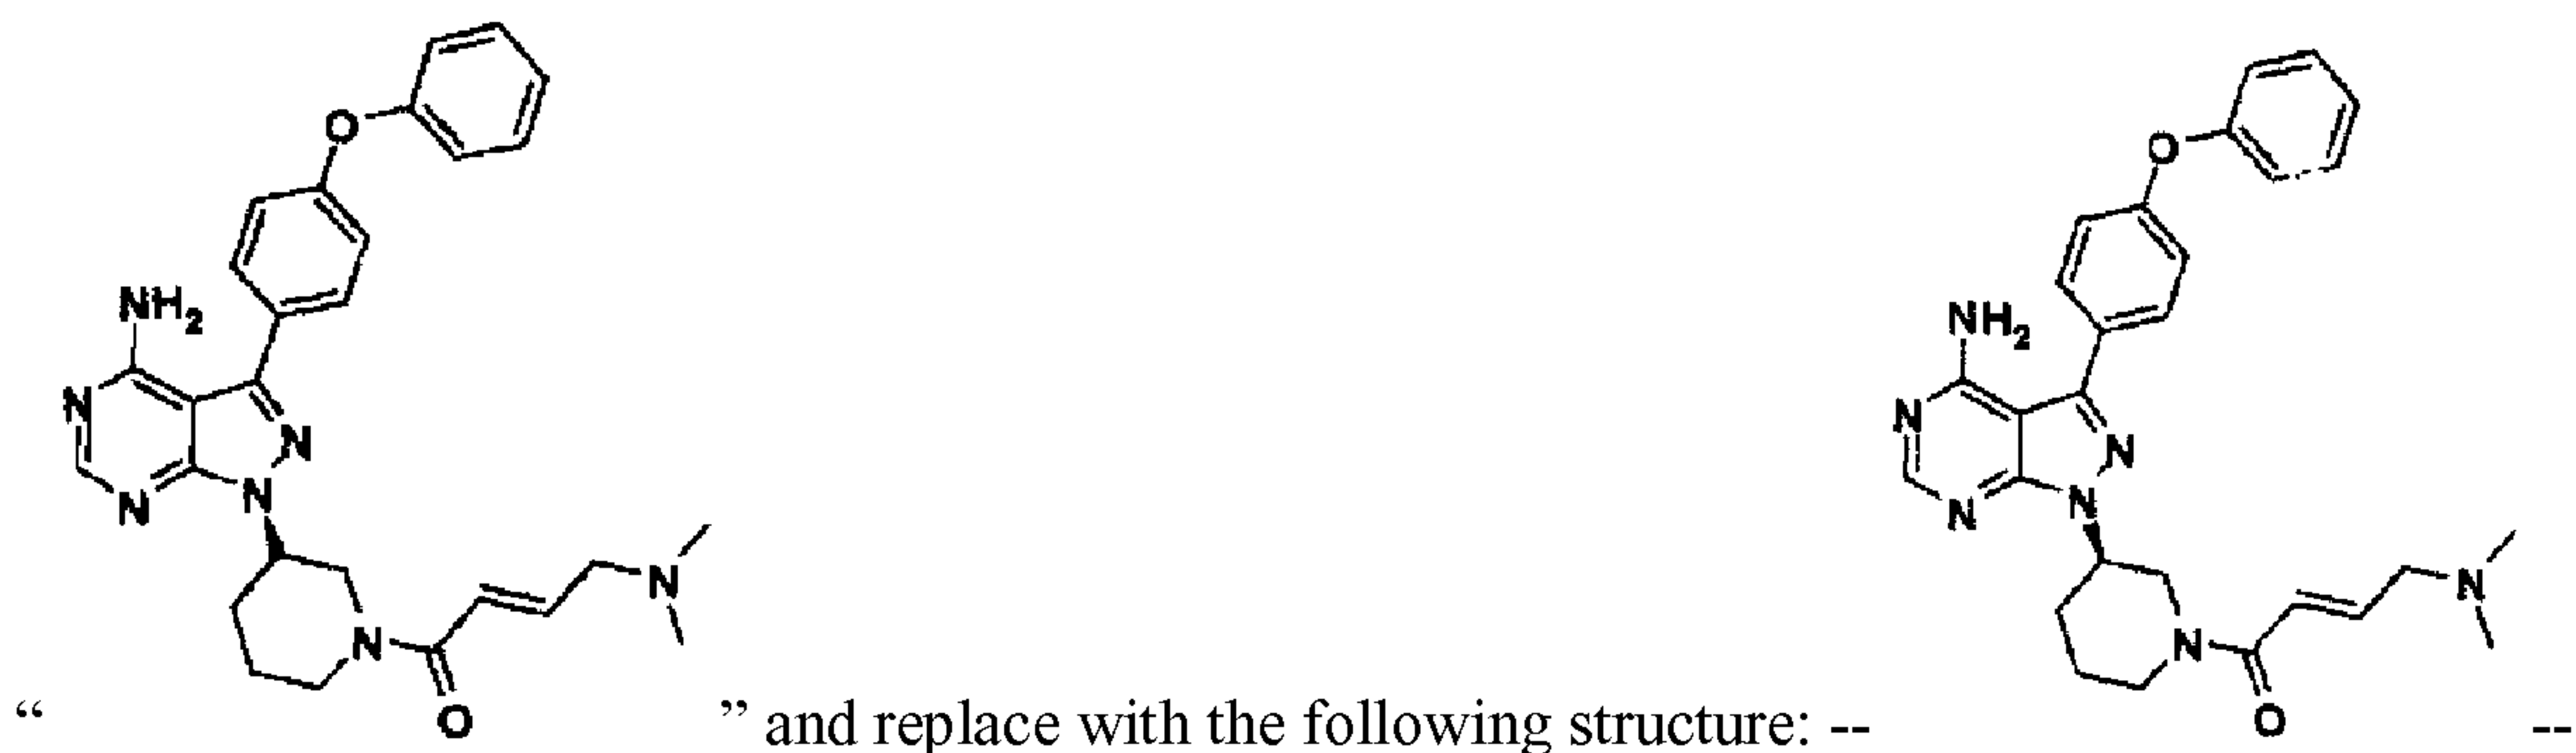 O
O
NH2
NH2
N
N
N
N
N
N
N
N
N
N
N
N
“ O ” and replace with the following structure: -- O --